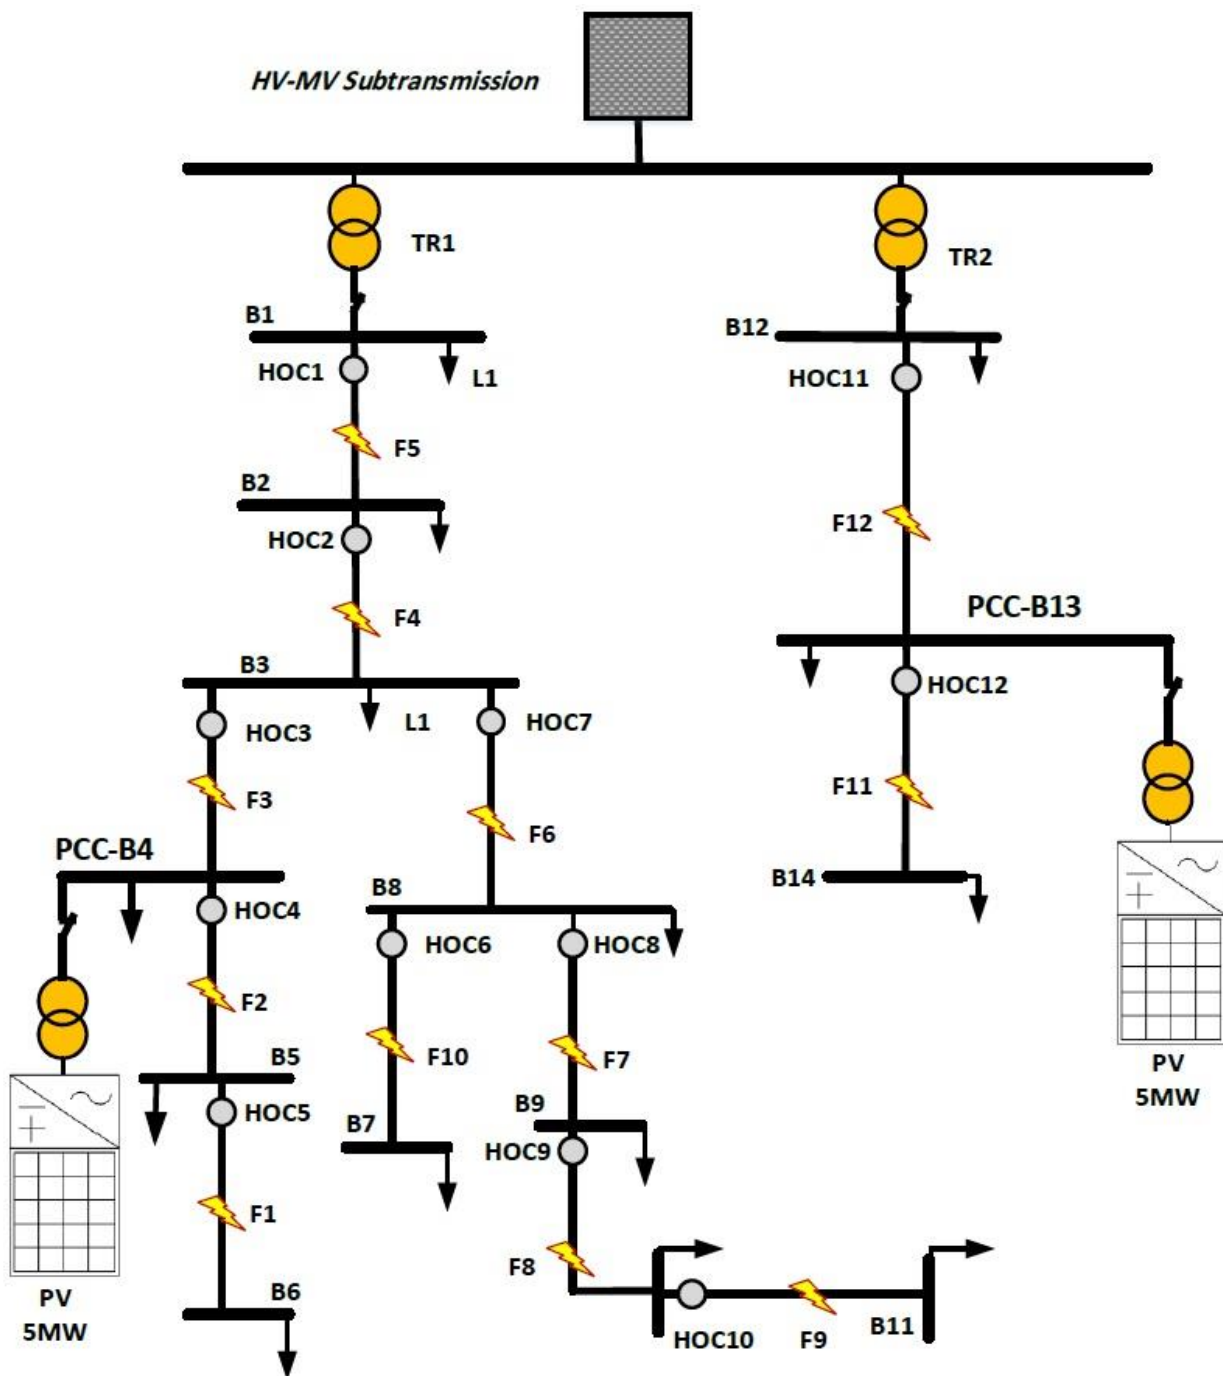 HV-MV Subtransmission
TR1
TR2
B1
B12
HOC1
L1
HOC11
F5
B2
HOC2
F12
F4
PCC-B13
B3
L1
HOC3
HOC7
HOC12
F3
F6
F11
PCC-B4
B14
B8
HOC4
HOC6
HOC8
F2
F10
F7
B5
PV
5MW
HOC5
B7
B9
HOC9
F1
F8
B6
PV
5MW
HOC10
F9
B11